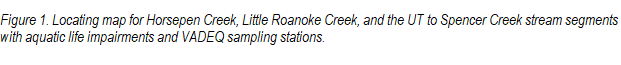 Figure 1. Locating map for Horsepen Creek, Little Roanoke Creek, and the UT to Spencer Creek stream segments
with aquatic life impairments and VADEQ sampling stations.